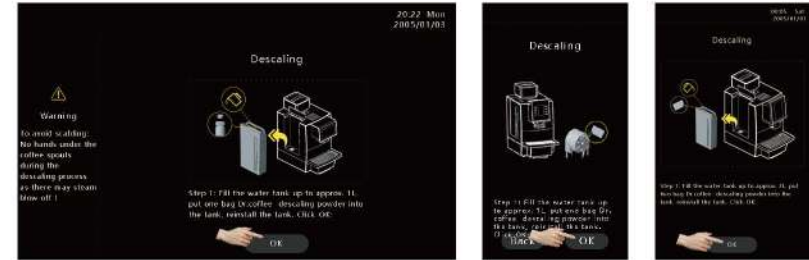 20:22 Mon
2005/01/03
Descaling
Warning
To avoid scalding:
No hands under the
coffee spouts
during the
descaling process
as there may steam
blow off !
Step 1: Fill the water tank up to approx. 1L,
put one bag Dr.coffee descaling powder into
the tank, reinstall the tank. Click OK:
OK
Descaling
Step 1: Fill the water tank up
to approx. 1L, put one bag Dr.
coffee descaling powder into
the tank, reinstall the tank.
Click OK:
Back
OK
Sat
Descaling
Step 1: Fill the water tank up to approx. 2L, put
two bag Dr.coffee descaling powder into the
tank, reinstall the tank. Click OK:
OK